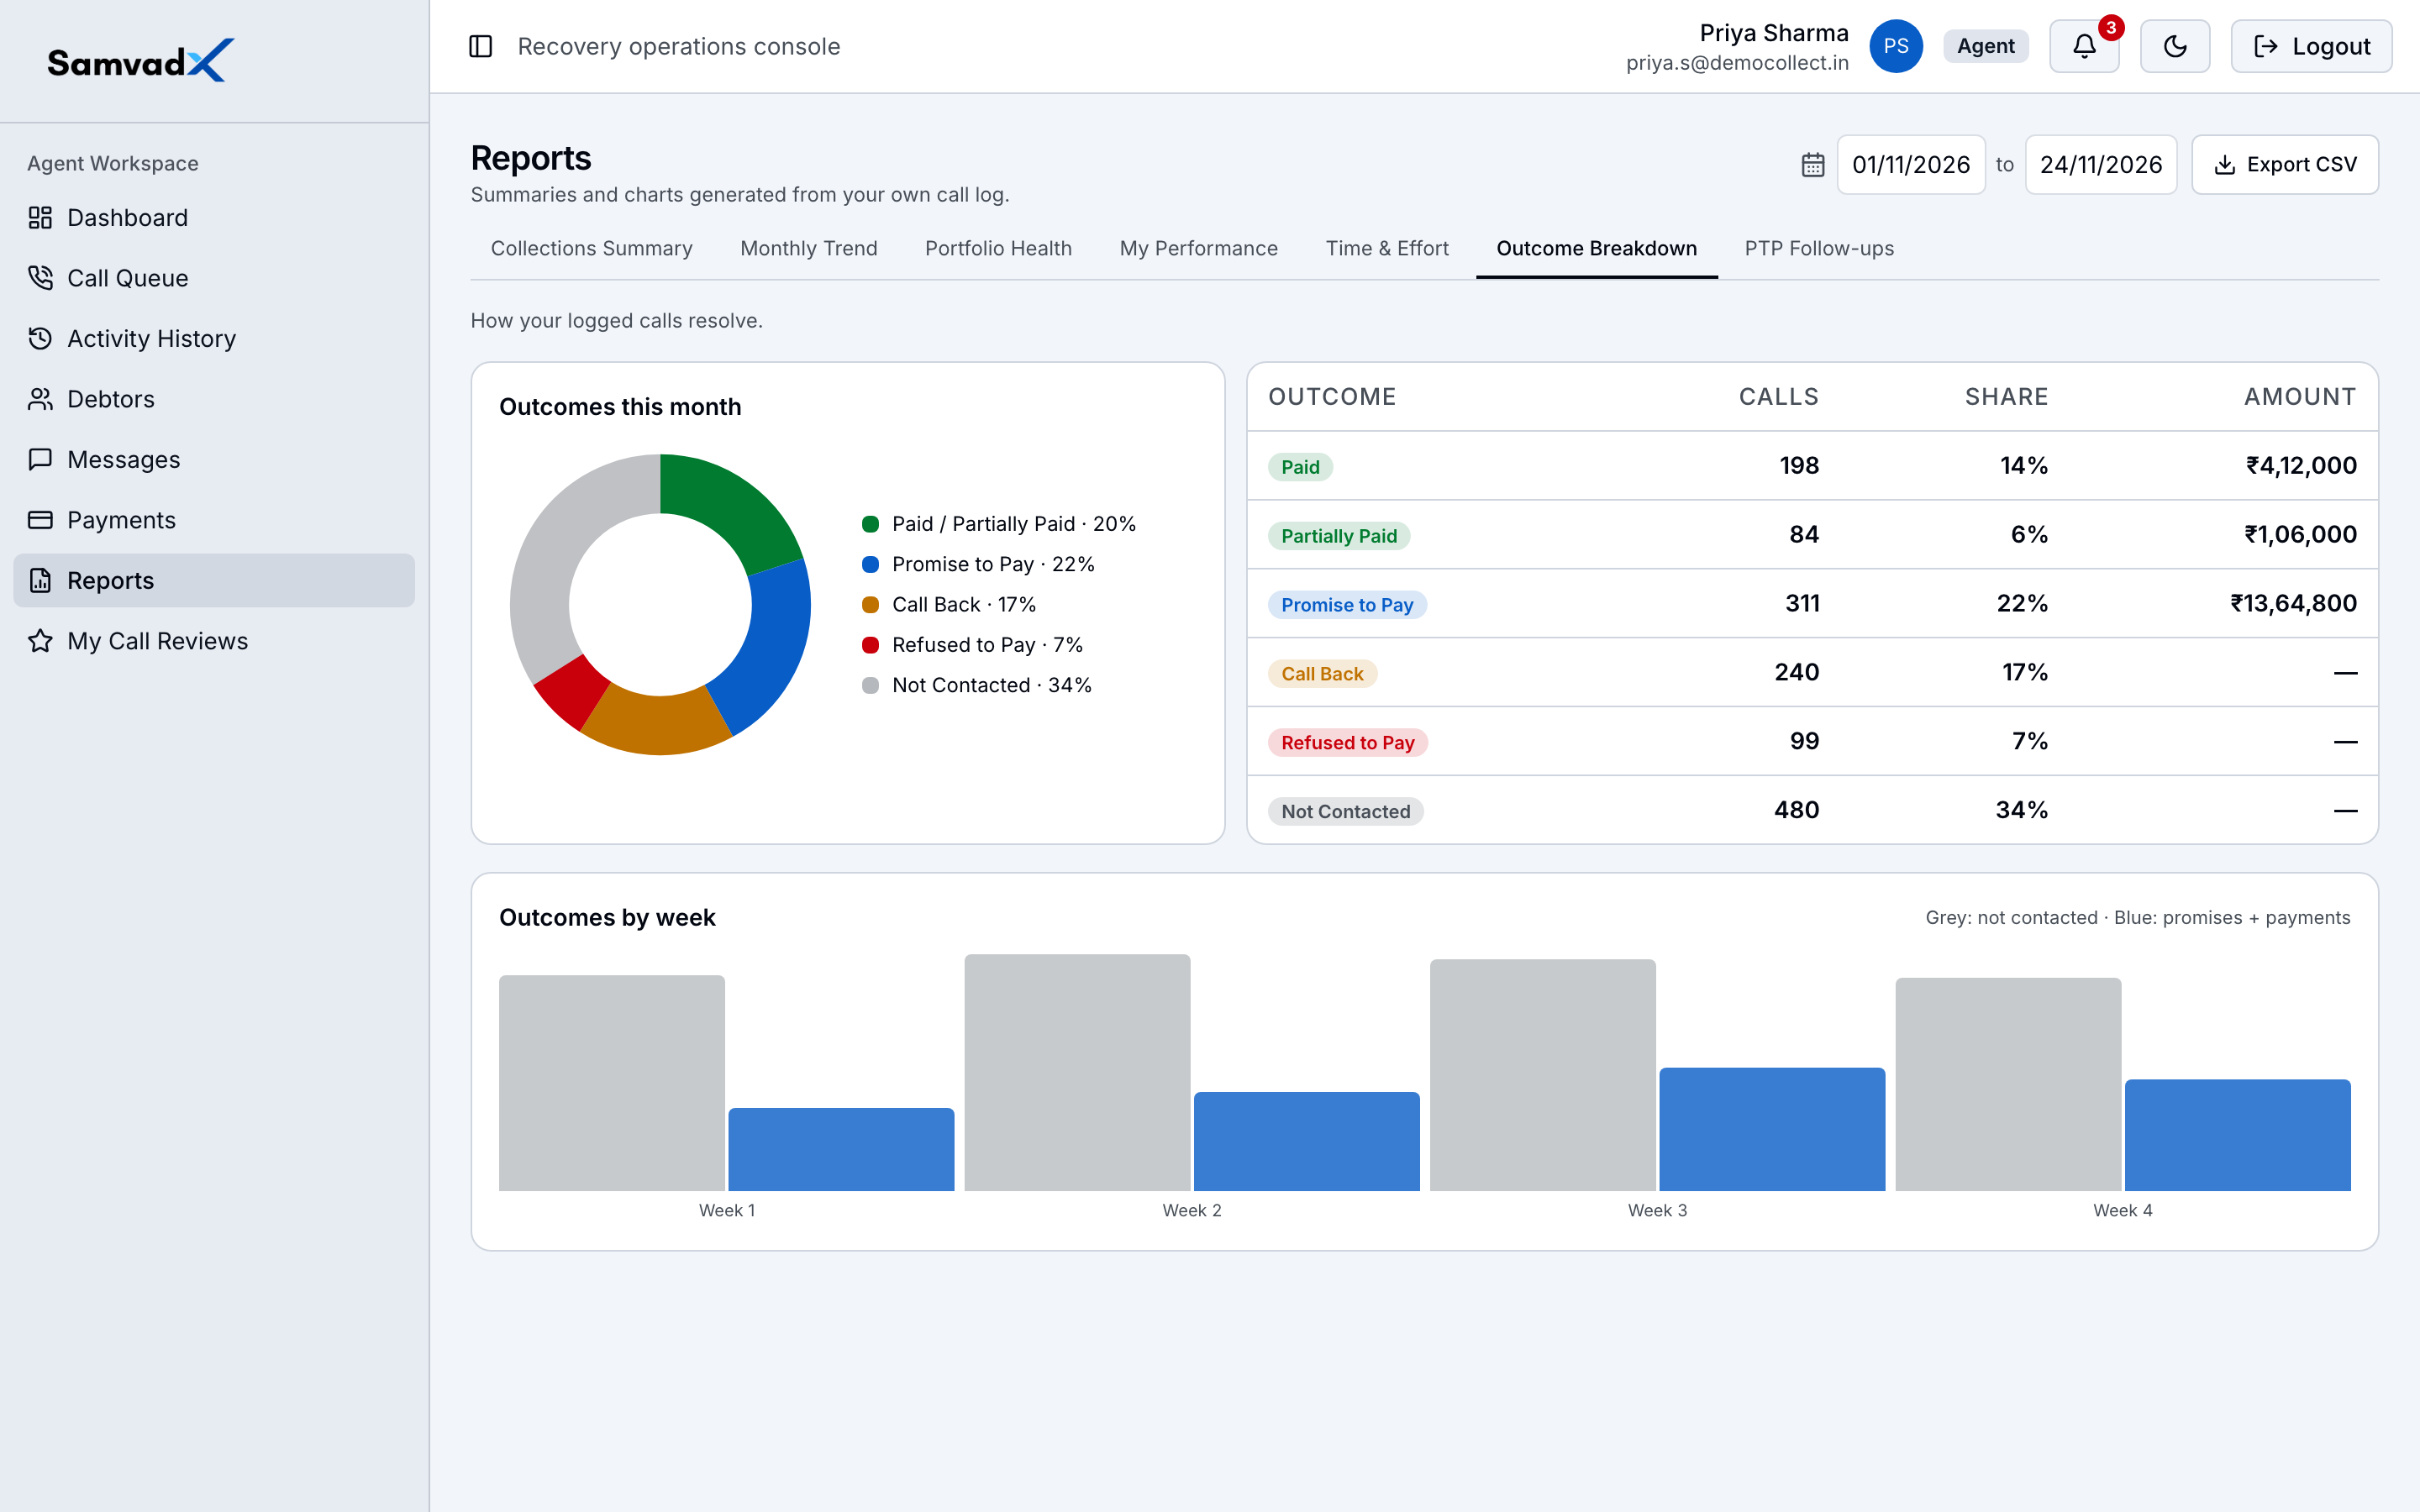 SamvadX
Recovery operations console
Priya Sharma
priya.s@democollect.in
PS
Agent
3
Logout
Agent Workspace
Dashboard
Call Queue
Activity History
Debtors
Messages
Payments
Reports
My Call Reviews
Reports
Summaries and charts generated from your own call log.
01/11/2026 to 24/11/2026
Export CSV
Collections Summary
Monthly Trend
Portfolio Health
My Performance
Time & Effort
Outcome Breakdown
PTP Follow-ups
How your logged calls resolve.
Outcomes this month
Paid / Partially Paid · 20%
Promise to Pay · 22%
Call Back · 17%
Refused to Pay · 7%
Not Contacted · 34%
OUTCOME CALLS SHARE AMOUNT
Paid 198 14% ₹4,12,000
Partially Paid 84 6% ₹1,06,000
Promise to Pay 311 22% ₹13,64,800
Call Back 240 17% —
Refused to Pay 99 7% —
Not Contacted 480 34% —
Outcomes by week
Grey: not contacted · Blue: promises + payments
Week 1
Week 2
Week 3
Week 4